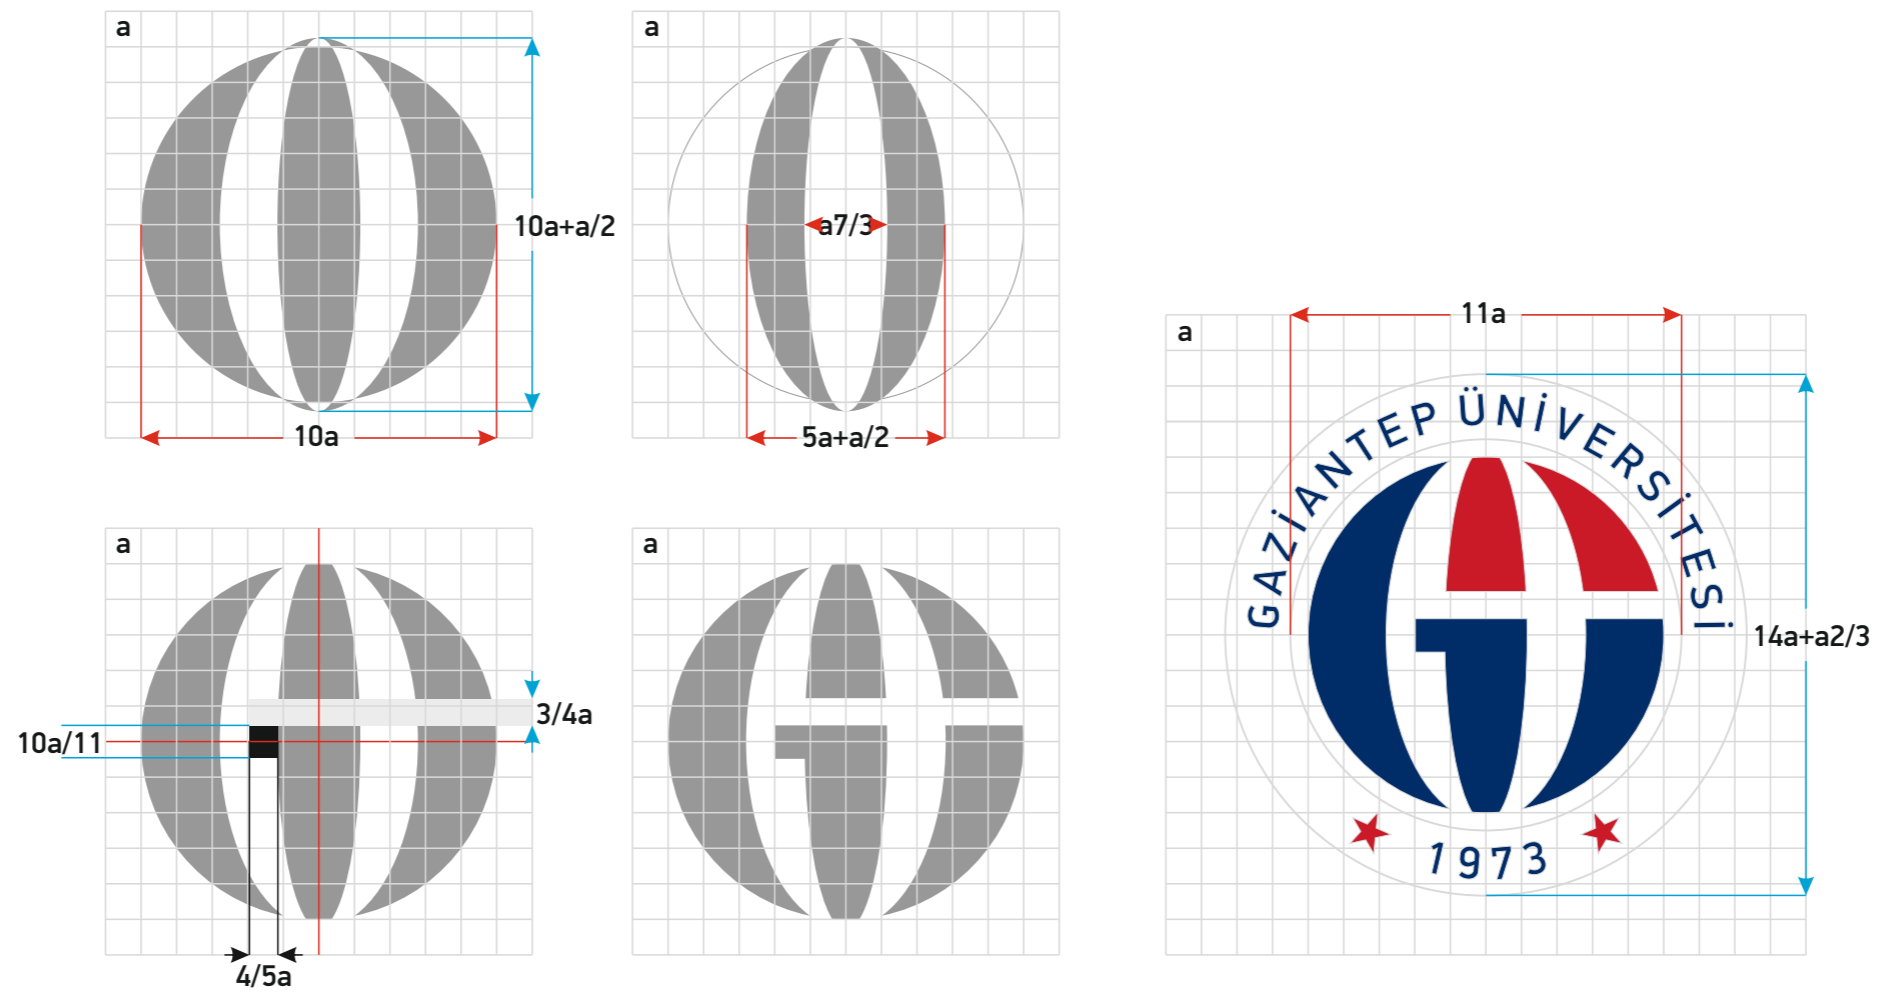 a
10a+a/2
10a
a
a7/3
5a+a/2
a
3/4a
10a/11
4/5a
a
a
11a
GAZİANTEP ÜNİVERSİTESİ
14a+a2/3
1973